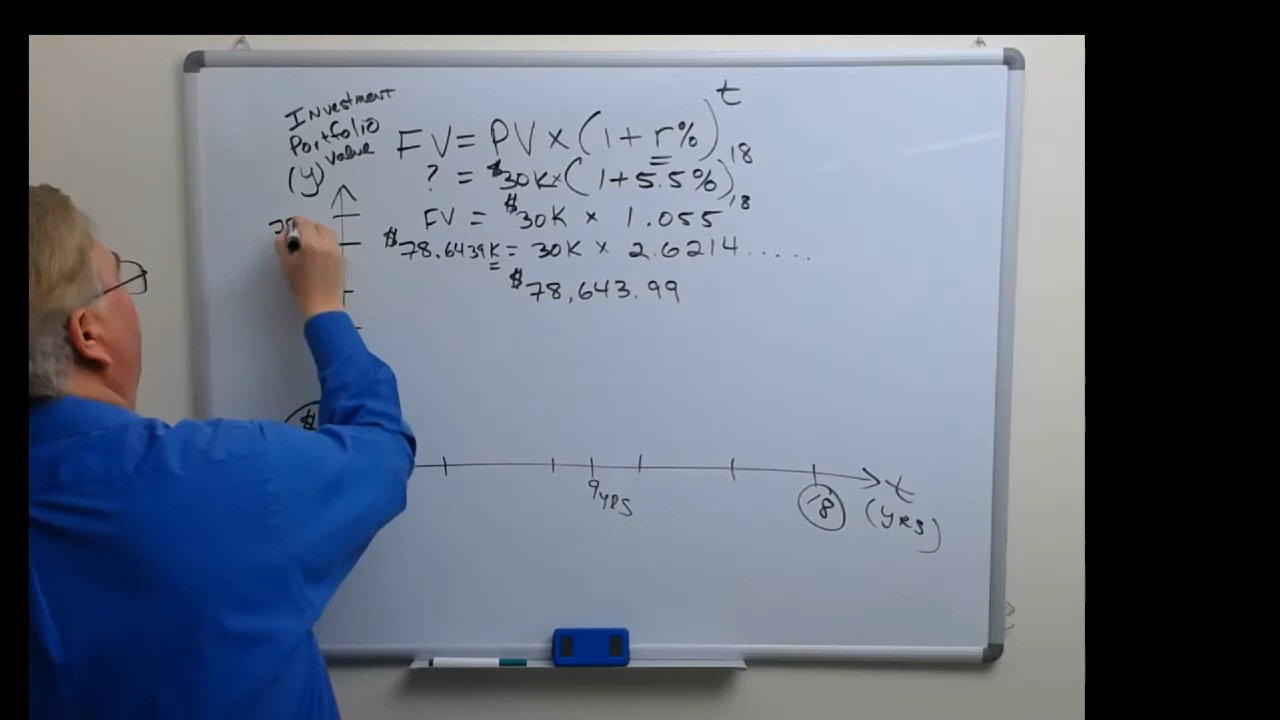 Investment
Portfolio
Value
(y)
FV = PV × (1 + r%)^t
? = $30K × (1 + 5.5%)^18
FV = $30K × 1.055^18
$78.6439K = 30K × 2.6214.....
$78,643.99
$
9 yrs
18
t
(yrs)